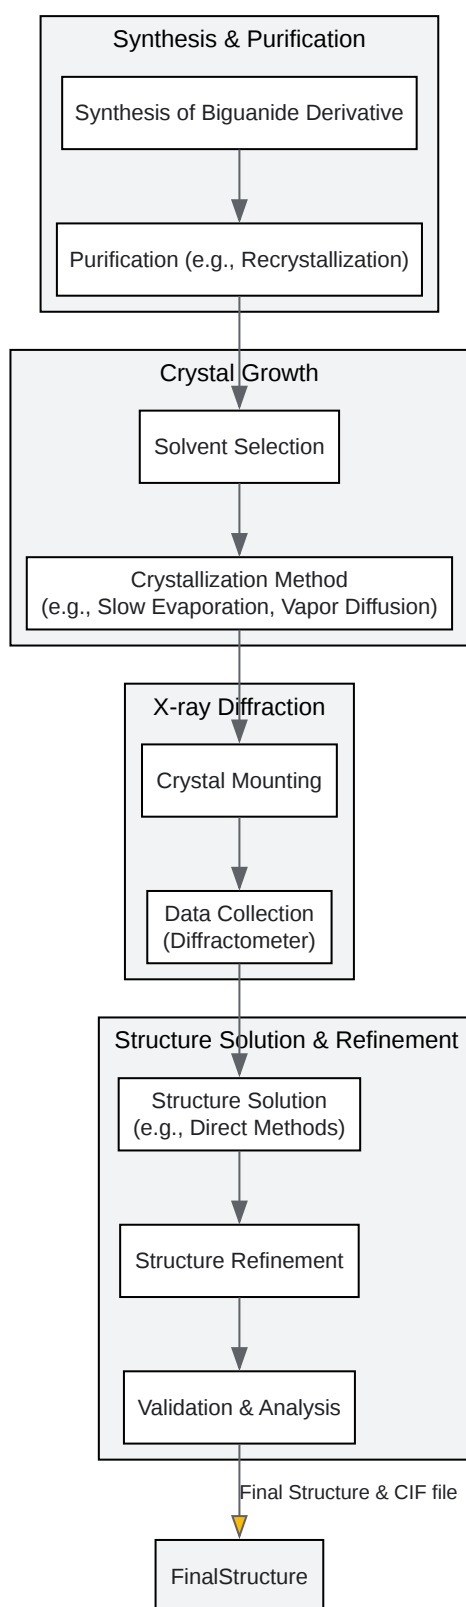 Synthesis & Purification
Synthesis of Biguanide Derivative
Purification (e.g., Recrystallization)
Crystal Growth
Solvent Selection
Crystallization Method
(e.g., Slow Evaporation, Vapor Diffusion)
X-ray Diffraction
Crystal Mounting
Data Collection
(Diffractometer)
Structure Solution & Refinement
Structure Solution
(e.g., Direct Methods)
Structure Refinement
Validation & Analysis
Final Structure & CIF file
FinalStructure